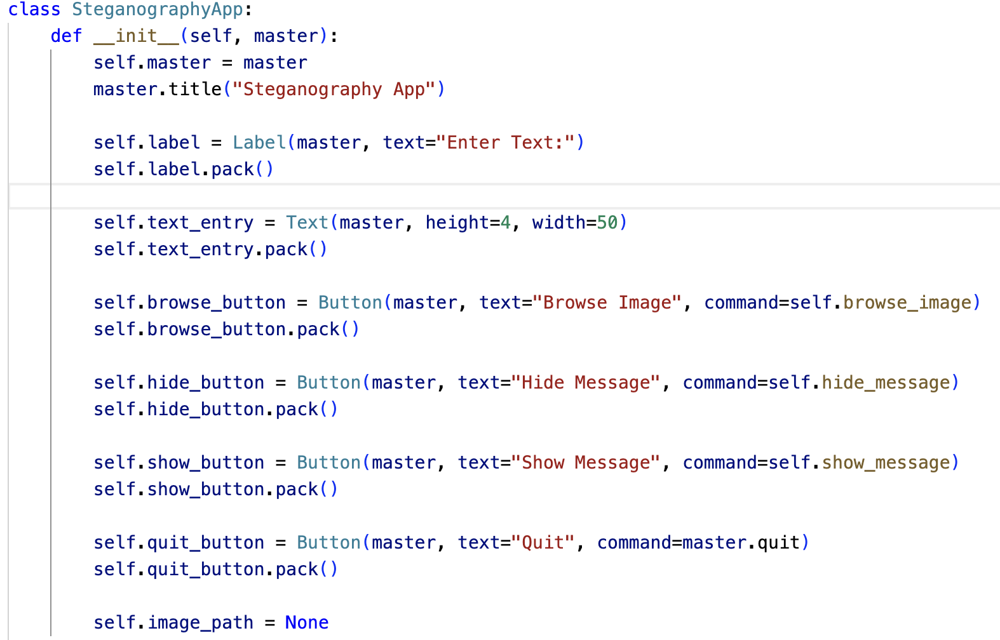 class SteganographyApp:
    def __init__(self, master):
        self.master = master
        master.title("Steganography App")

        self.label = Label(master, text="Enter Text:")
        self.label.pack()

        self.text_entry = Text(master, height=4, width=50)
        self.text_entry.pack()

        self.browse_button = Button(master, text="Browse Image", command=self.browse_image)
        self.browse_button.pack()

        self.hide_button = Button(master, text="Hide Message", command=self.hide_message)
        self.hide_button.pack()

        self.show_button = Button(master, text="Show Message", command=self.show_message)
        self.show_button.pack()

        self.quit_button = Button(master, text="Quit", command=master.quit)
        self.quit_button.pack()

        self.image_path = None